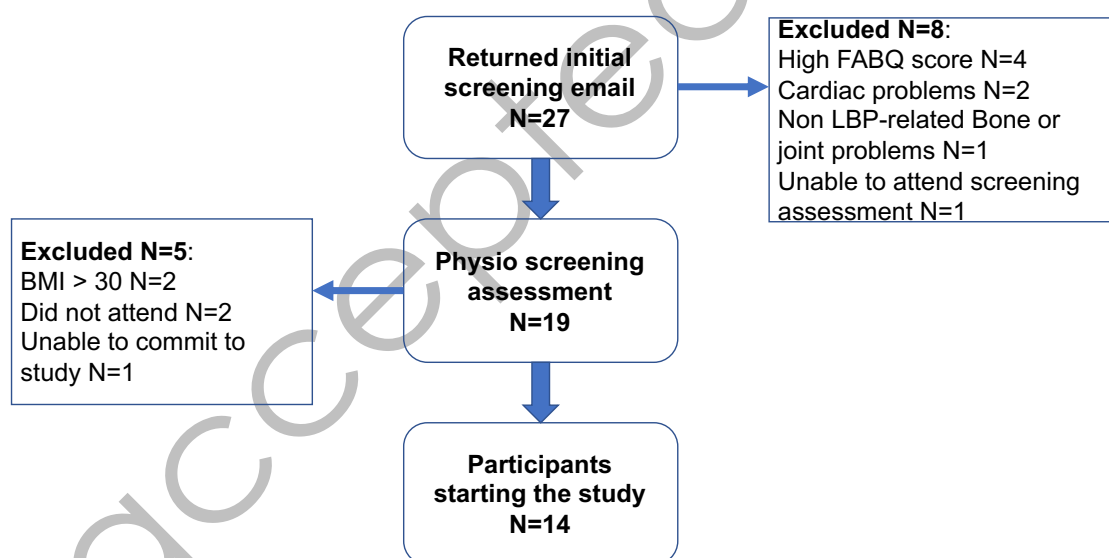 Returned initial
screening email
N=27
Excluded N=8:
High FABQ score N=4
Cardiac problems N=2
Non LBP-related Bone or
joint problems N=1
Unable to attend screening
assessment N=1
Physio screening
assessment
N=19
Excluded N=5:
BMI > 30 N=2
Did not attend N=2
Unable to commit to
study N=1
Participants
starting the study
N=14
accepted